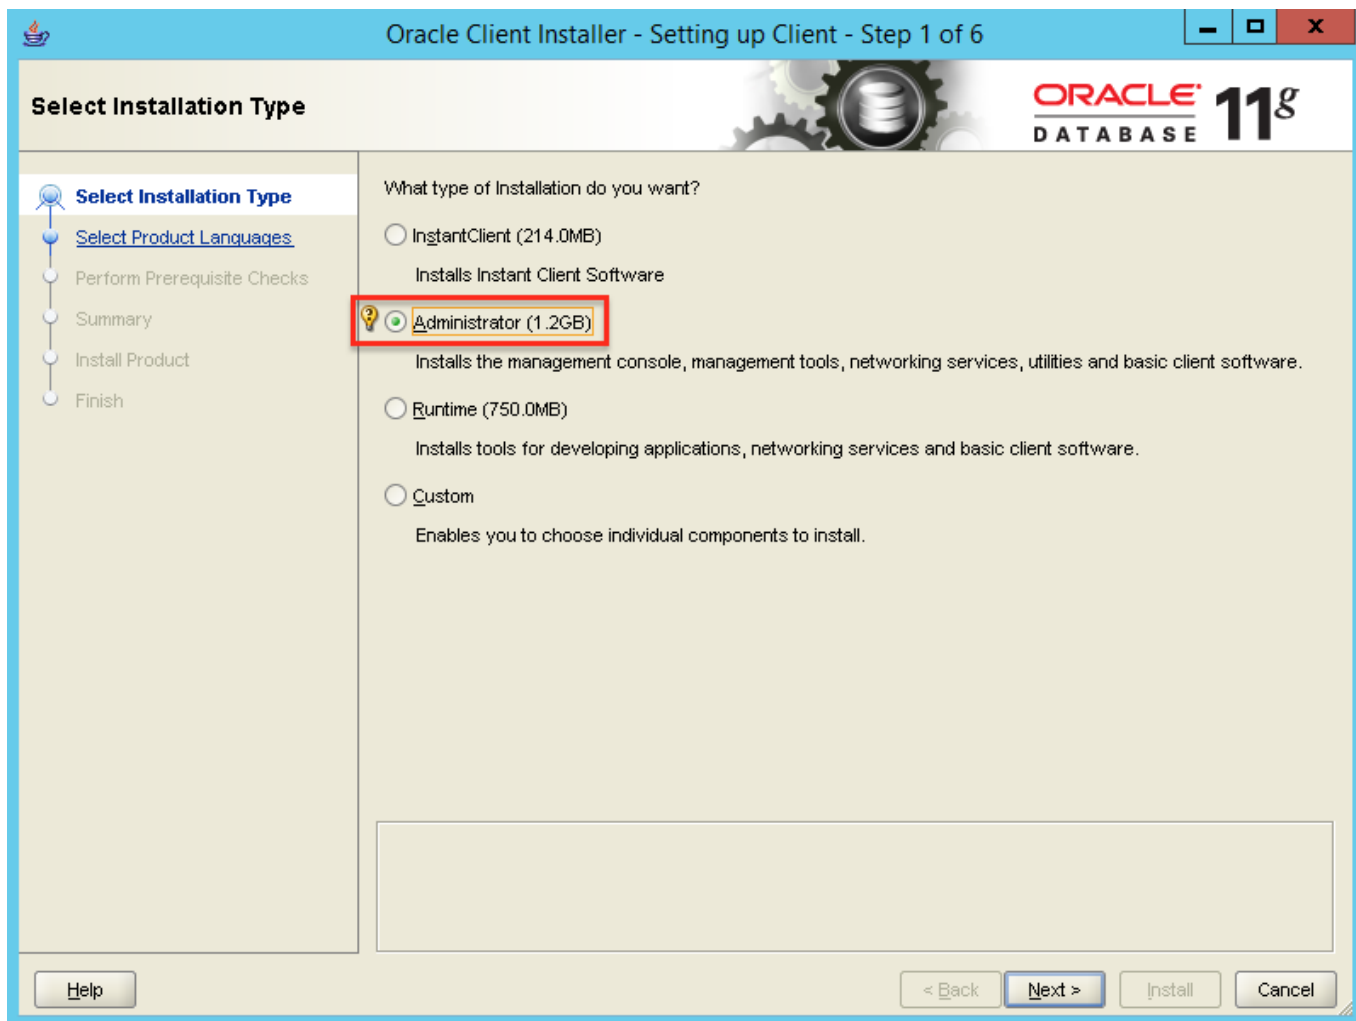 Oracle Client Installer - Setting up Client - Step 1 of 6
Select Installation Type
ORACLE
DATABASE
11g
Select Installation Type
Select Product Languages
Perform Prerequisite Checks
Summary
Install Product
Finish
What type of Installation do you want?
InstantClient (214.0MB)
Installs Instant Client Software
Administrator (1.2GB)
Installs the management console, management tools, networking services, utilities and basic client software.
Runtime (750.0MB)
Installs tools for developing applications, networking services and basic client software.
Custom
Enables you to choose individual components to install.
Help
< Back
Next >
Install
Cancel